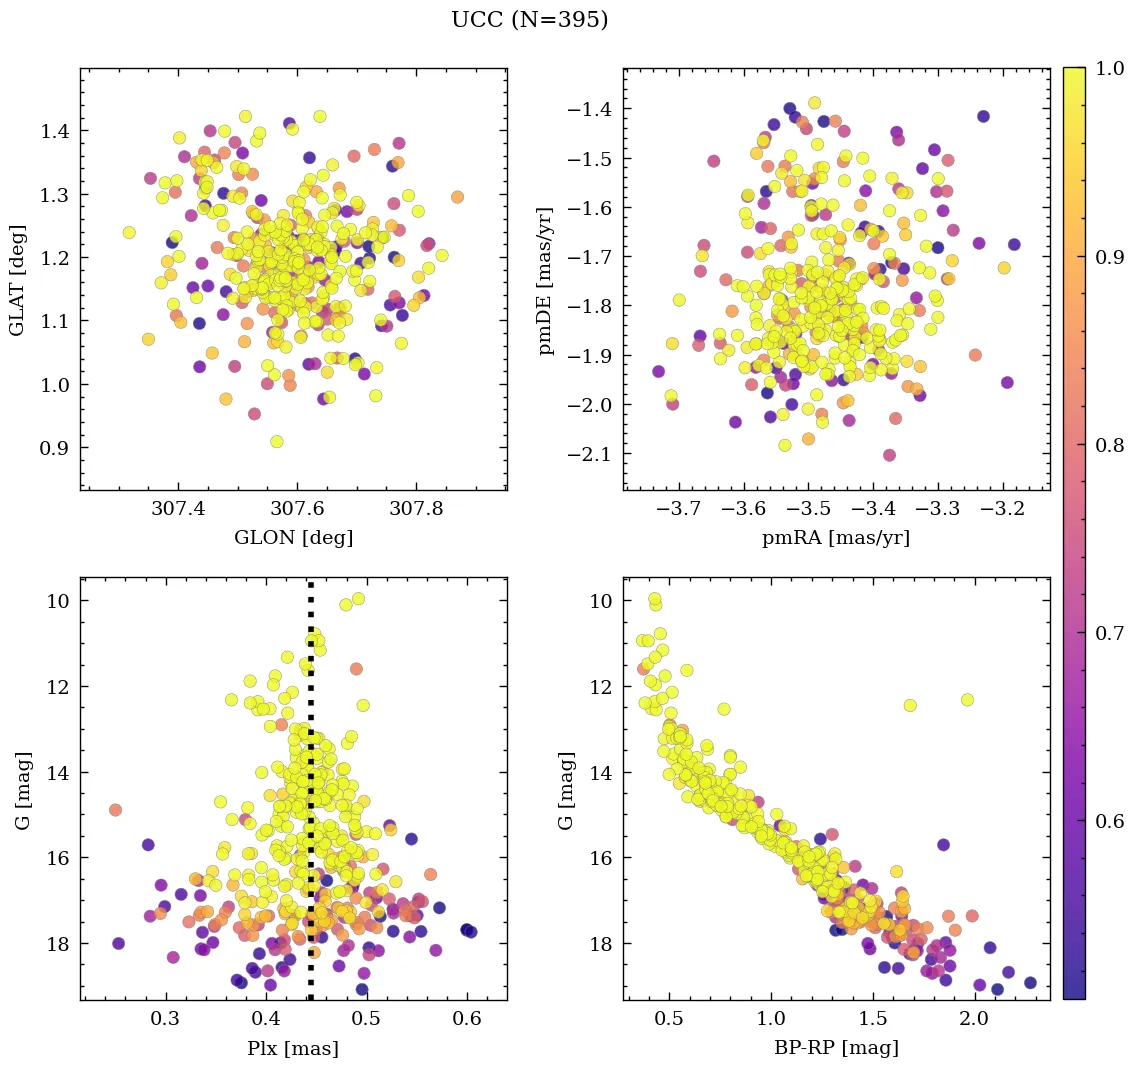 UCC (N=395)
1.4
1.3
1.2
1.1
1.0
0.9
GLAT [deg]
307.4 307.6 307.8
GLON [deg]
−1.4
−1.5
−1.6
−1.7
−1.8
−1.9
−2.0
−2.1
pmDE [mas/yr]
−3.7 −3.6 −3.5 −3.4 −3.3 −3.2
pmRA [mas/yr]
10
12
14
16
18
G [mag]
0.3 0.4 0.5 0.6
Plx [mas]
10
12
14
16
18
G [mag]
0.5 1.0 1.5 2.0
BP-RP [mag]
1.0
0.9
0.8
0.7
0.6